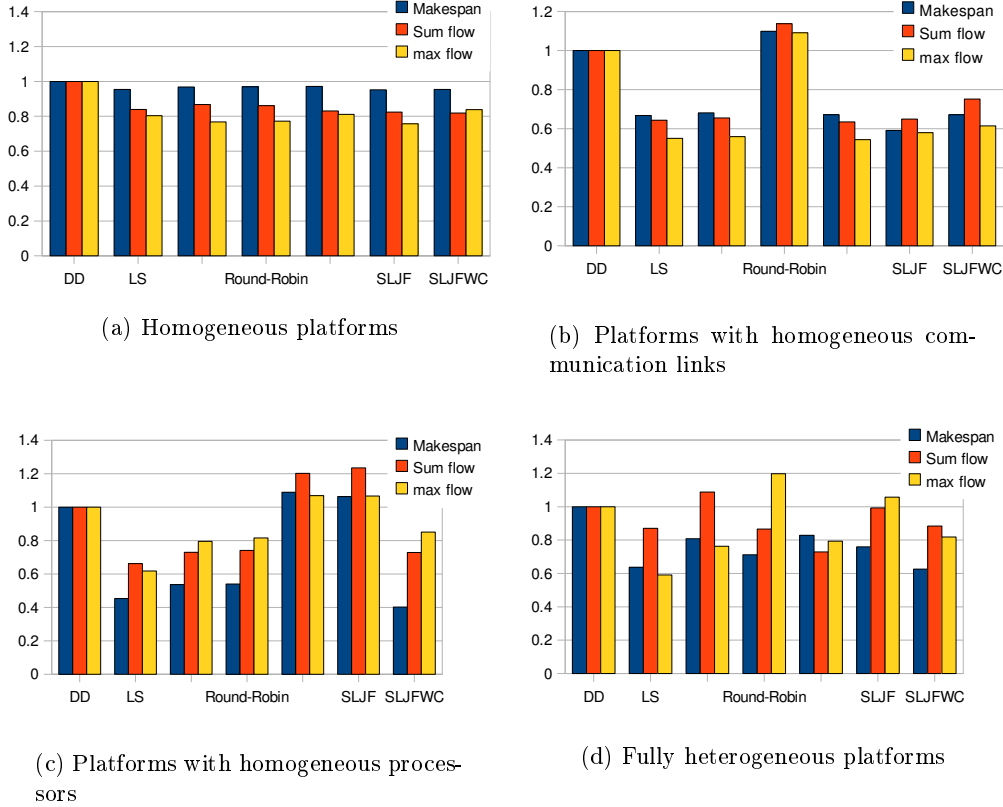 1.4
1.2
1
0.8
0.6
0.4
0.2
0
Makespan
Sum flow
max flow
DD LS Round-Robin SLJF SLJFWC
(a) Homogeneous platforms
1.2
1
0.8
0.6
0.4
0.2
0
Makespan
Sum flow
max flow
DD LS Round-Robin SLJF SLJFWC
(b) Platforms with homogeneous com-
munication links
1.4
1.2
1
0.8
0.6
0.4
0.2
0
Makespan
Sum flow
max flow
DD LS Round-Robin SLJF SLJFWC
(c) Platforms with homogeneous proces-
sors
1.4
1.2
1
0.8
0.6
0.4
0.2
0
Makespan
Sum flow
max flow
DD LS Round-Robin SLJF SLJFWC
(d) Fully heterogeneous platforms